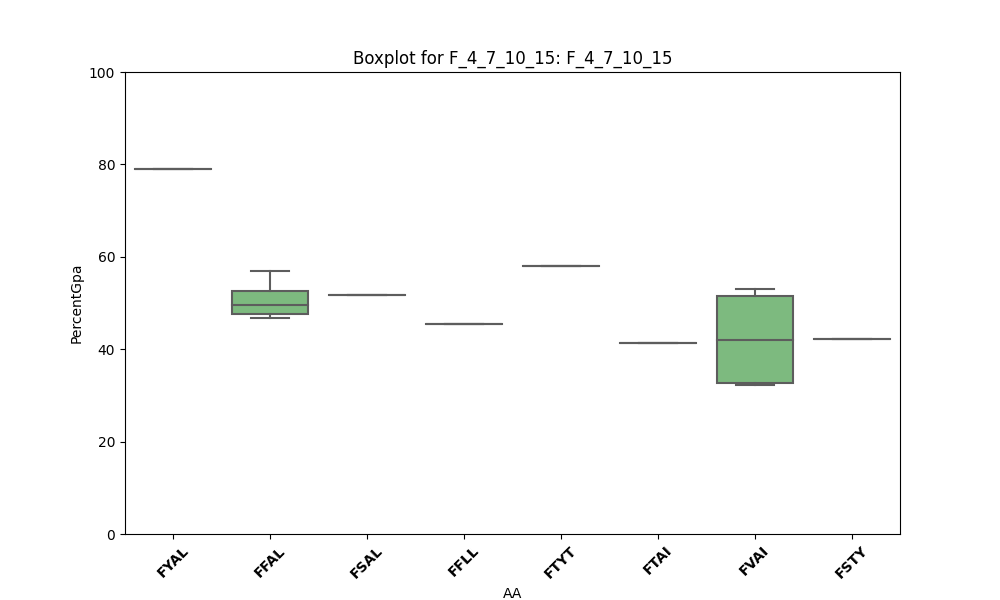 Boxplot for F_4_7_10_15: F_4_7_10_15
100
80
60
40
20
0
PercentGpa
FYAL
FFAL
FSAL
FFLL
FTYT
FTAI
FVAI
FSTY
AA